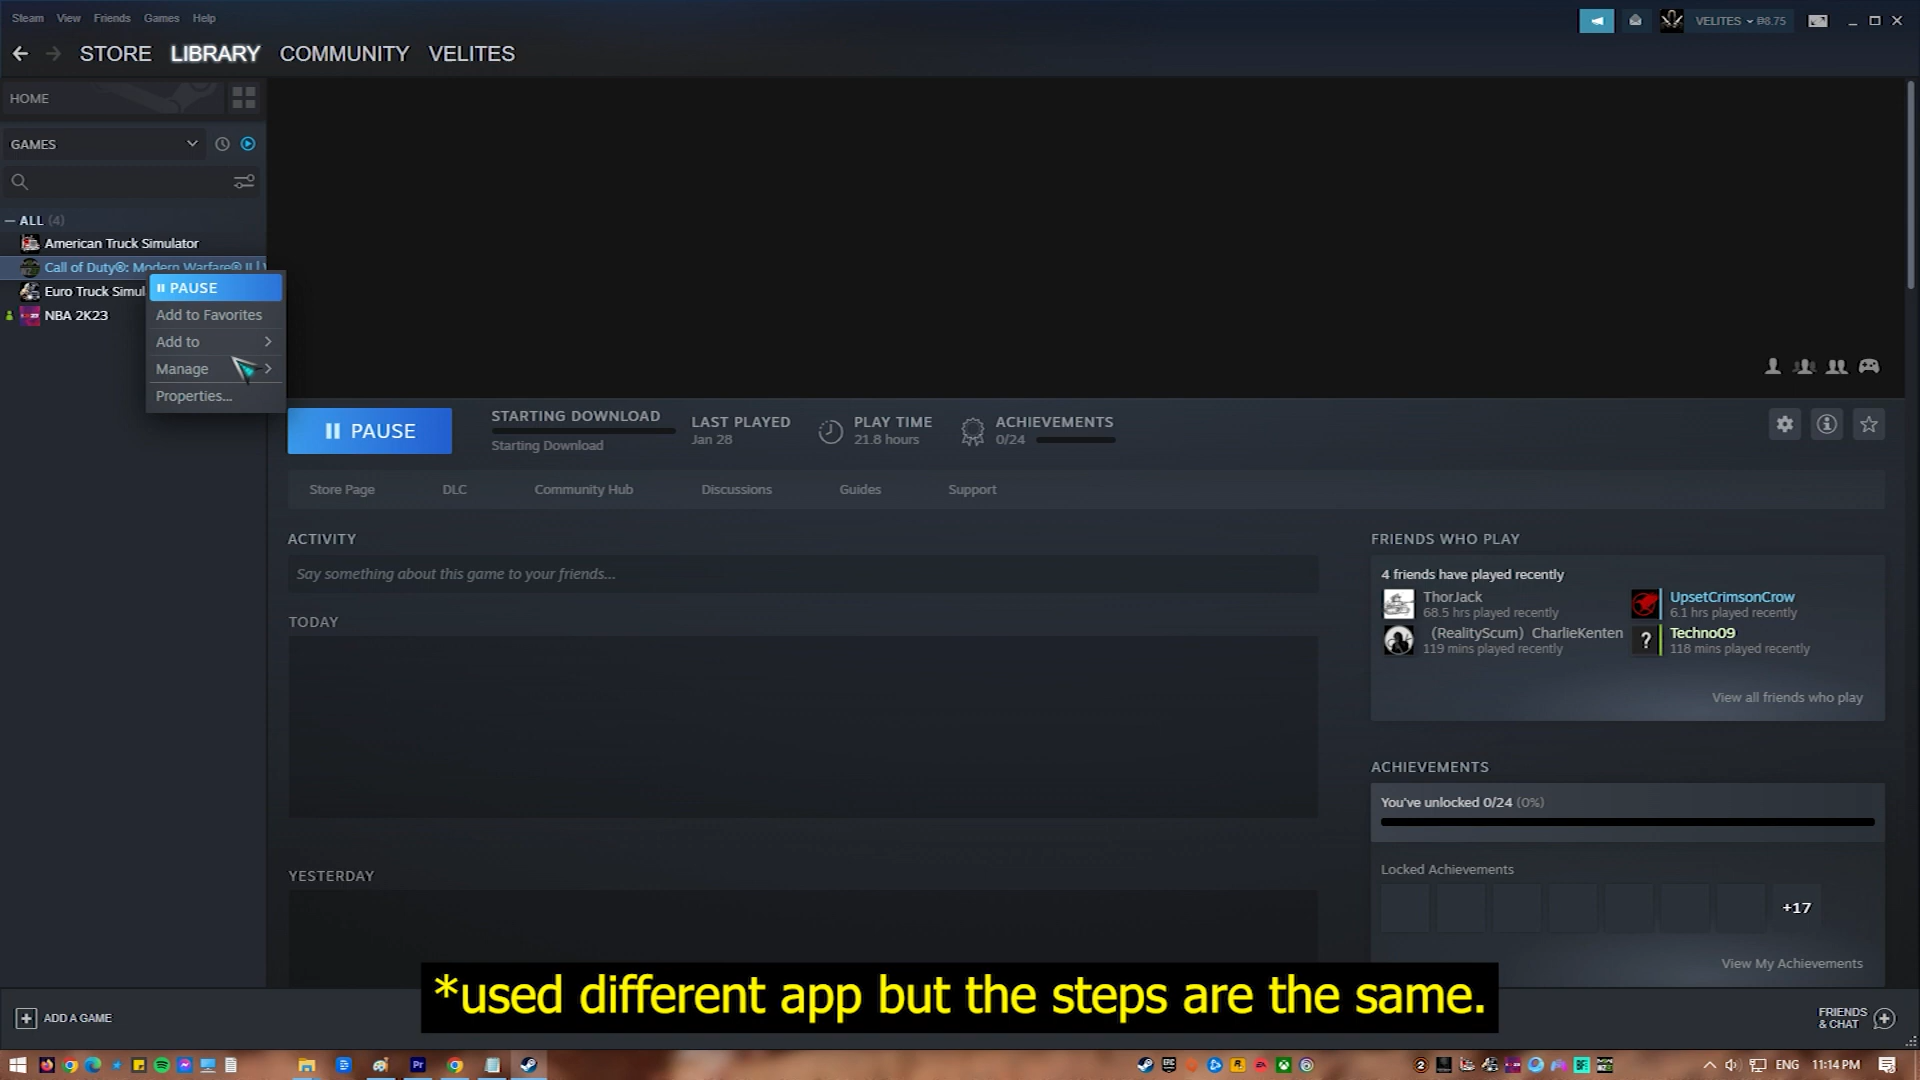 Steam View Friends Games Help
VELITES ₱8.75
STORE LIBRARY COMMUNITY VELITES
HOME
GAMES
ALL (4)
American Truck Simulator
Call of Duty®: Modern Warfare® II |
Euro Truck Simul
NBA 2K23
PAUSE
Add to Favorites
Add to
Manage
Properties...
PAUSE
STARTING DOWNLOAD
Starting Download
LAST PLAYED
Jan 28
PLAY TIME
21.8 hours
ACHIEVEMENTS
0/24
Store Page DLC Community Hub Discussions Guides Support
ACTIVITY
Say something about this game to your friends...
TODAY
YESTERDAY
FRIENDS WHO PLAY
4 friends have played recently
ThorJack
68.5 hrs played recently
UpsetCrimsonCrow
6.1 hrs played recently
(RealityScum) CharlieKenten
119 mins played recently
?
Techno09
118 mins played recently
View all friends who play
ACHIEVEMENTS
You've unlocked 0/24 (0%)
Locked Achievements
+17
View My Achievements
*used different app but the steps are the same.
ADD A GAME
FRIENDS
& CHAT
Pr
ENG 11:14 PM